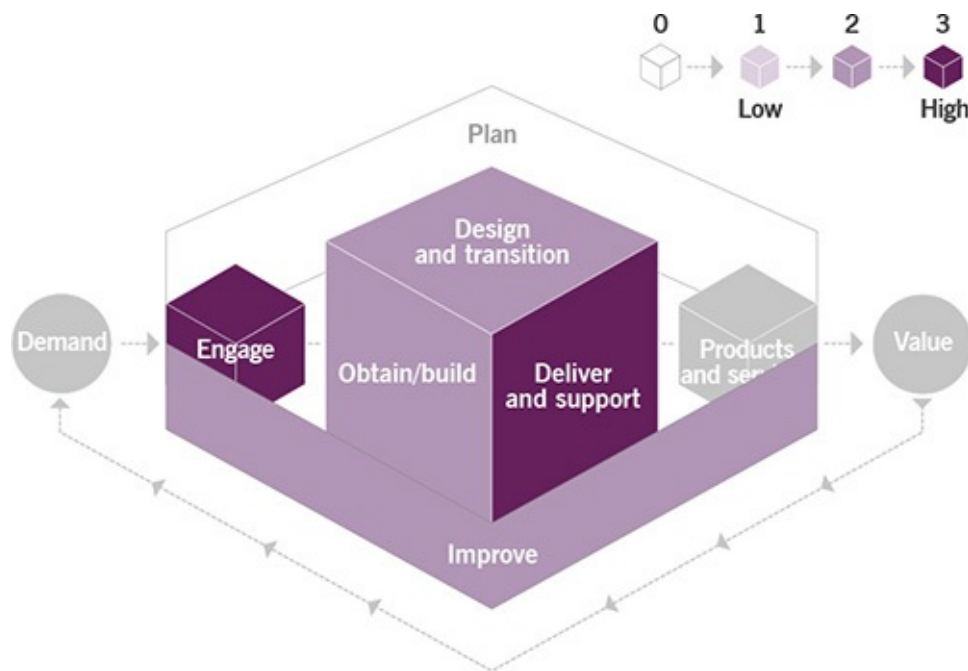 0 1 2 3
Low High
Plan
Design
and transition
Demand
Engage
Obtain/build
Deliver
and support
Products
and
Value
Improve